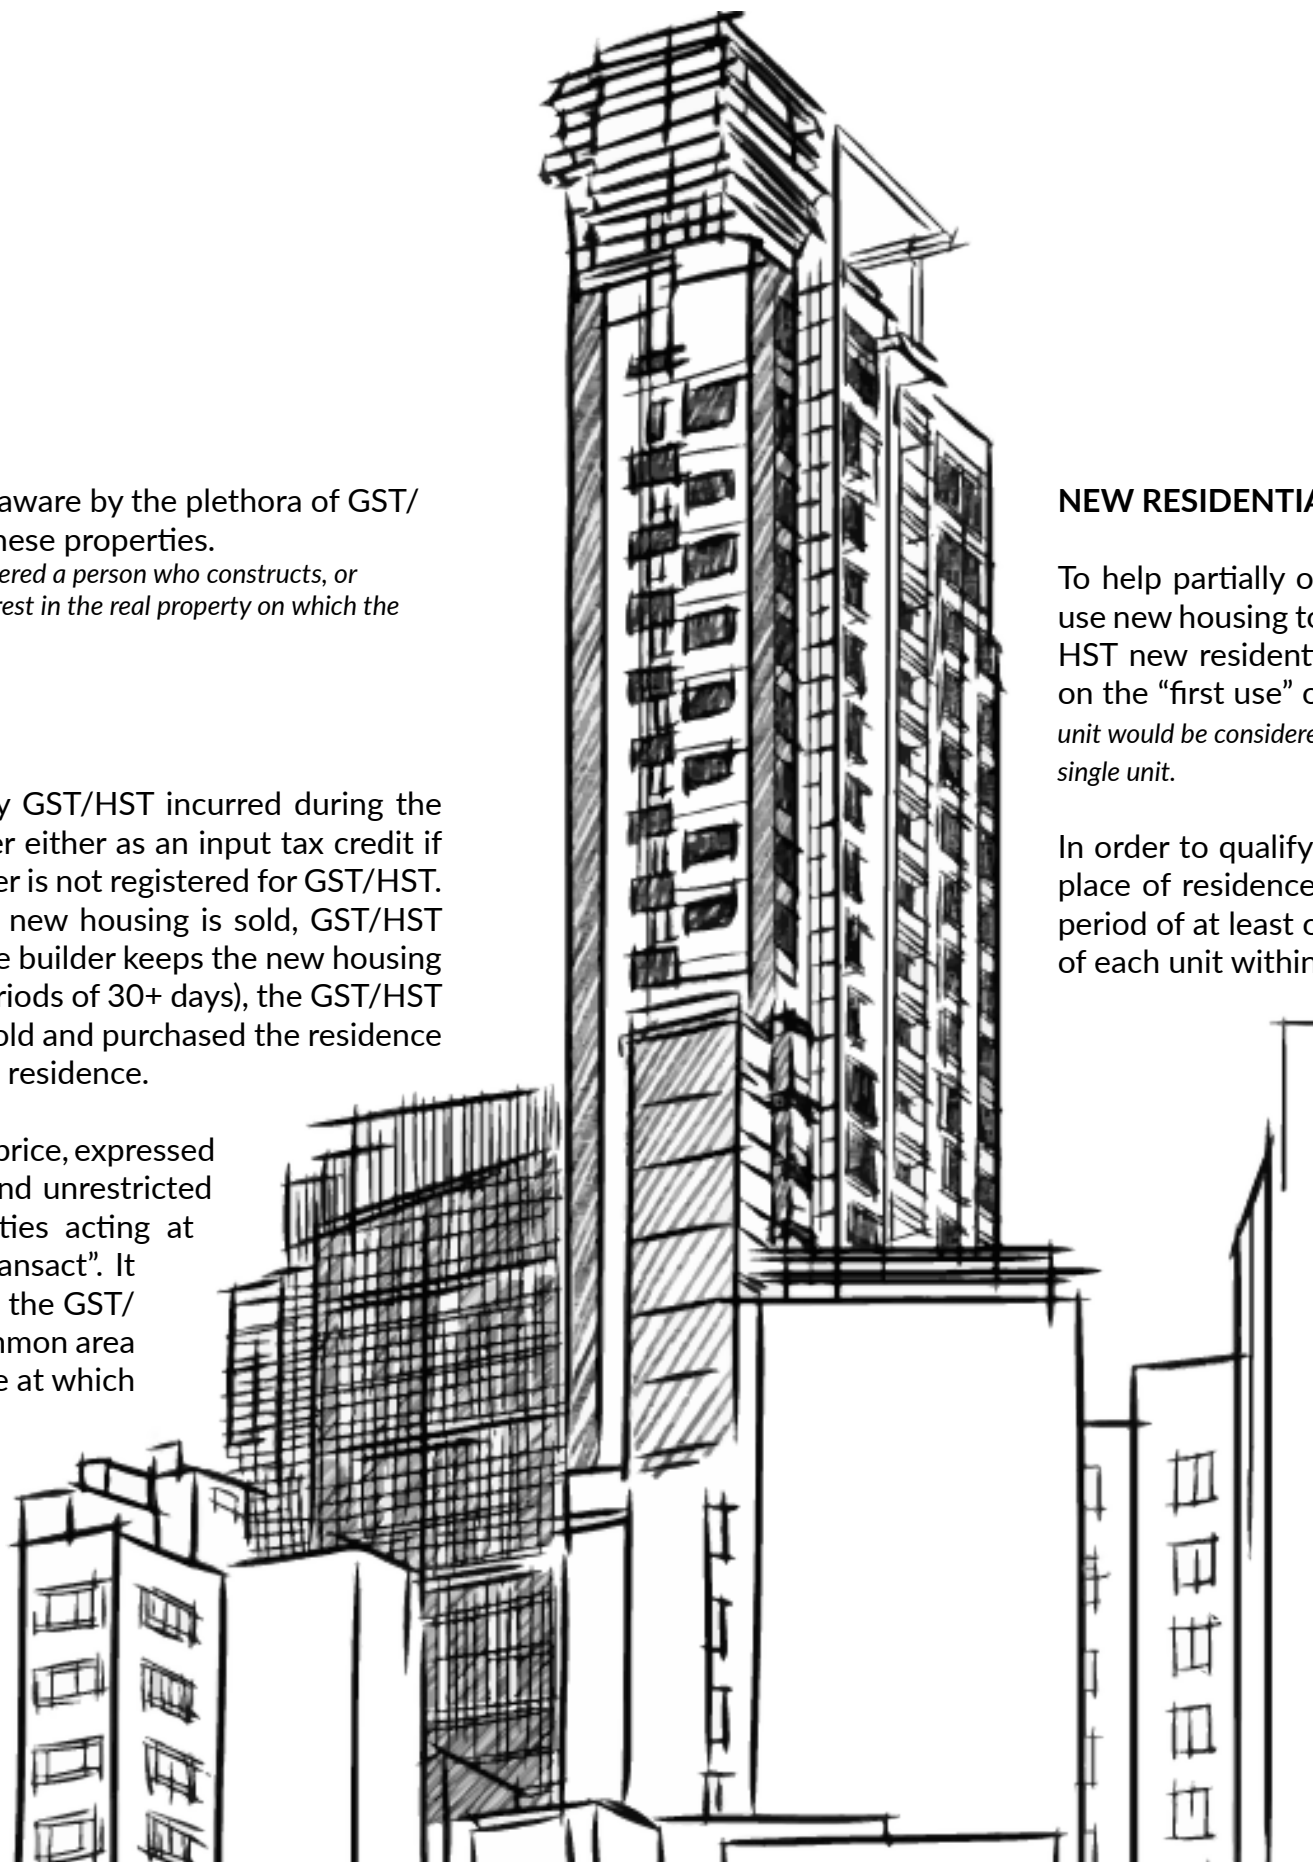 aware by the plethora of GST/
hese properties.
ered a person who constructs, or
rest in the real property on which the
y GST/HST incurred during the
er either as an input tax credit if
er is not registered for GST/HST.
new housing is sold, GST/HST
e builder keeps the new housing
riods of 30+ days), the GST/HST
old and purchased the residence
residence.
price, expressed
nd unrestricted
ties acting at
ansact”. It
the GST/
mmon area
e at which
NEW RESIDENTIA
To help partially o
use new housing to
HST new resident
on the “first use” o
unit would be considere
single unit.
In order to qualify
place of residence
period of at least o
of each unit within